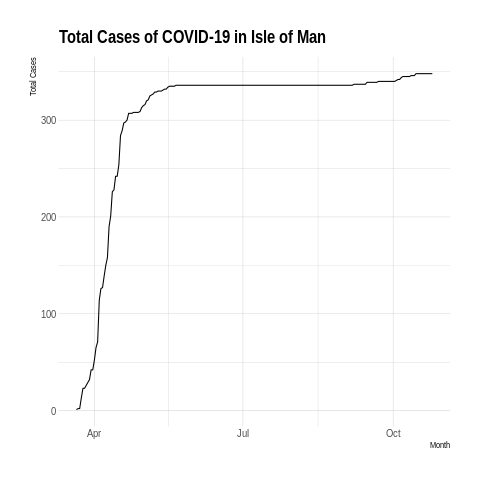 Total Cases of COVID-19 in Isle of Man
Total Cases
300
200
100
0
Apr Jul Oct
Month